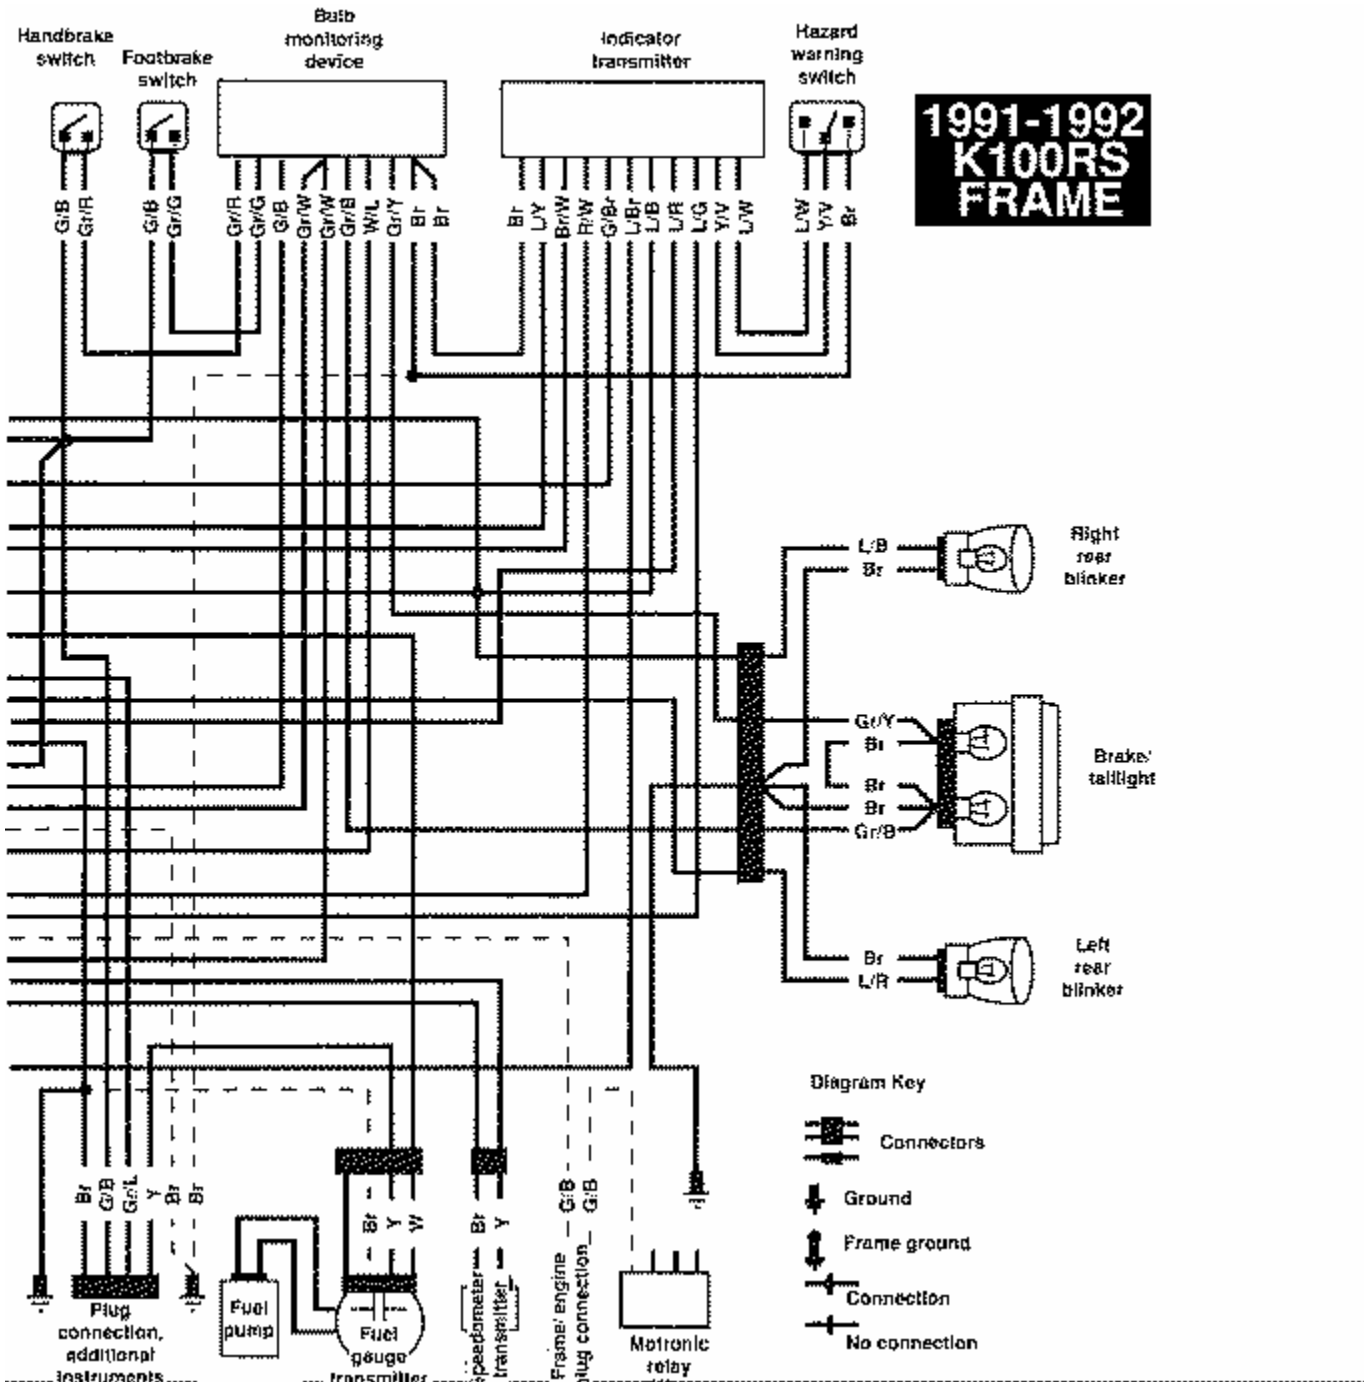 Handbrake
switch
Footbrake
switch
Bulb
monitoring
device
Indicator
transmitter
Hazard
warning
switch
1991-1992
K100RS
FRAME
G/B
Gr/R
G/B
Gr/G
Gr/R
Gr/G
G/B
Gr/W
Gr/W
Gr/B
W/L
Gr/Y
Br
Br
Br
L/Y
Br/W
R/W
G/Br
L/Br
L/B
L/R
L/G
Y/V
L/W
L/W
Y/V
Br
L/B
Br
Right
rear
blinker
Gr/Y
Br
Br
Br
Gr/B
Brake/
taillight
Br
L/R
Left
rear
blinker
Diagram Key
Connectors
Ground
Frame ground
Connection
No connection
Br
G/B
Gr/L
Y
Br
Br
Br
Y
W
Br
Y
G/B
G/B
Plug
connection,
additional
instruments
Fuel
pump
Fuel
gauge
transmitter
speedometer
transmitter
Frame/ engine
plug connection
Motronic
relay